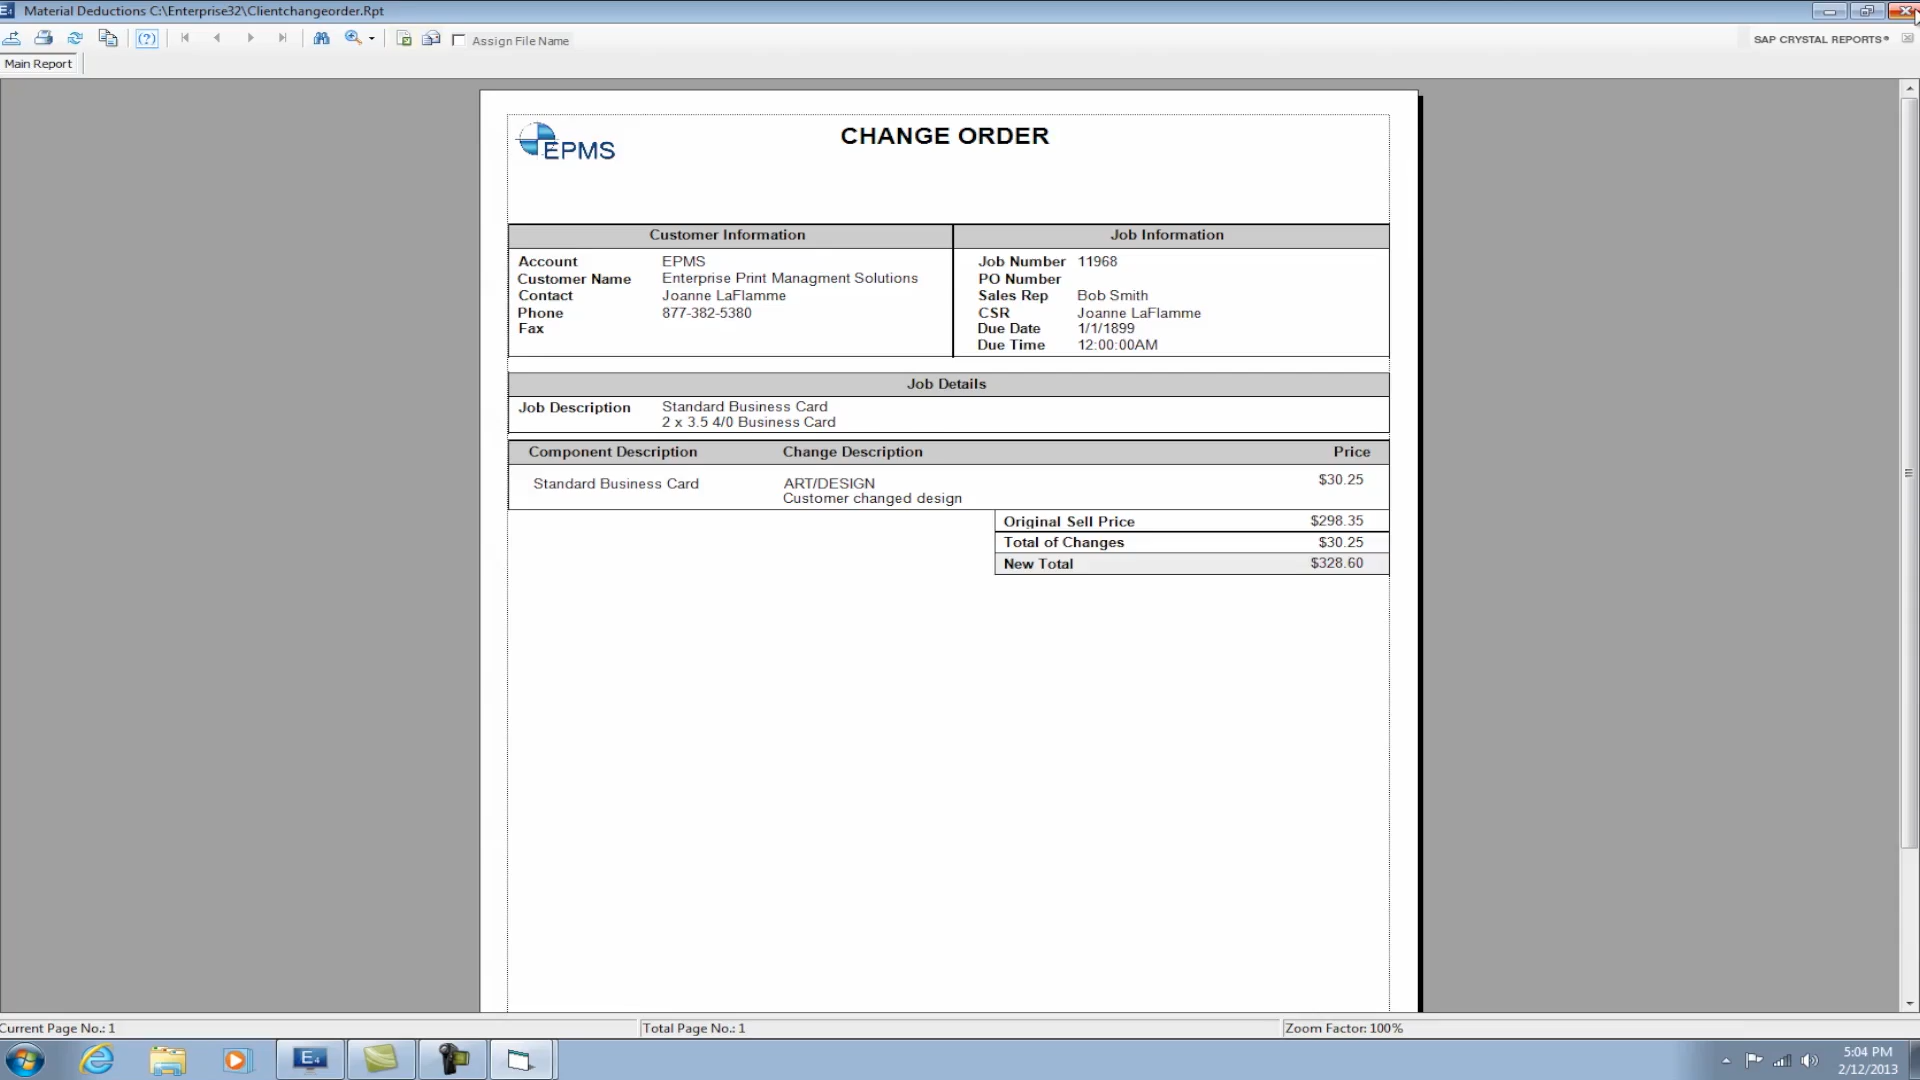 Material Deductions C:\Enterprise32\Clientchangeorder.Rpt
Assign File Name
SAP CRYSTAL REPORTS®
Main Report
EPMS
CHANGE ORDER
Customer Information
Job Information
Account EPMS
Customer Name Enterprise Print Managment Solutions
Contact Joanne LaFlamme
Phone 877-382-5380
Fax
Job Number 11968
PO Number
Sales Rep Bob Smith
CSR Joanne LaFlamme
Due Date 1/1/1899
Due Time 12:00:00AM
Job Details
Job Description Standard Business Card
2 x 3.5 4/0 Business Card
Component Description Change Description Price
Standard Business Card ART/DESIGN $30.25
Customer changed design
Original Sell Price $298.35
Total of Changes $30.25
New Total $328.60
Current Page No.: 1 Total Page No.: 1 Zoom Factor: 100%
5:04 PM
2/12/2013